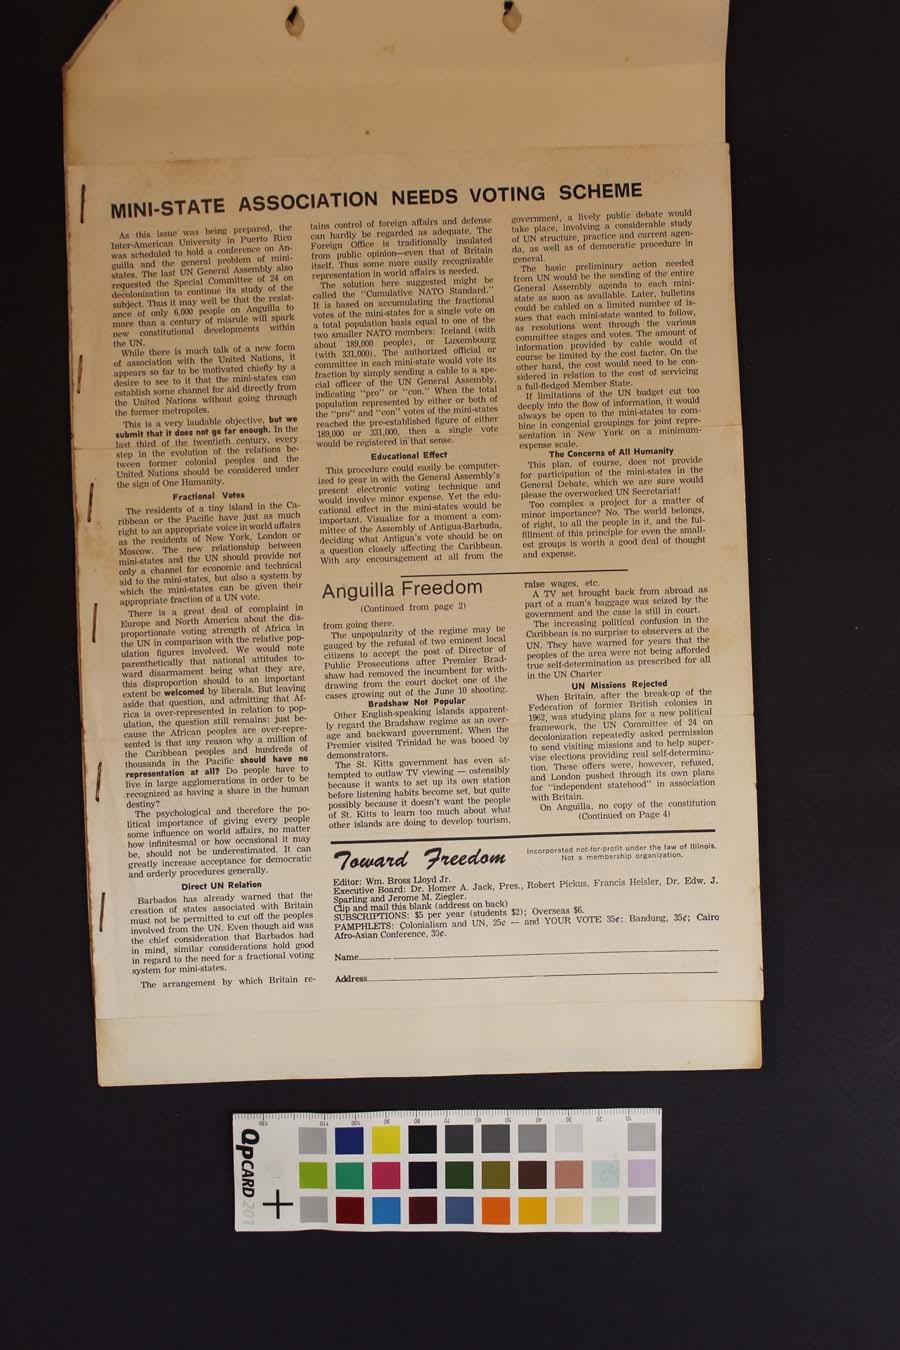 MINI-STATE ASSOCIATION NEEDS VOTING SCHEME
As this issue was being prepared, the
Inter-American University in Puerto Rico
was scheduled to hold a conference on An-
guilla and the general problem of mini-
states. The last UN General Assembly also
requested the Special Committee of 24 on
decolonization to continue its study of the
subject. Thus it may well be that the resist-
ance of only 6,000 people on Anguilla to
more than a century of misrule will spark
new constitutional developments within
the UN.
While there is much talk of a new form
of association with the United Nations, it
appears so far to be motivated chiefly by a
desire to see to it that the mini-states can
establish some channel for aid directly from
the United Nations without going through
the former metropoles.
This is a very laudable objective, but we
submit that it does not go far enough. In the
last third of the twentieth century, every
step in the evolution of the relations be-
tween former colonial peoples and the
United Nations should be considered under
the sign of One Humanity.
Fractional Votes
The residents of a tiny island in the Ca-
ribbean or the Pacific have just as much
right to an appropriate voice in world affairs
as the residents of New York, London or
Moscow. The new relationship between
mini-states and the UN should provide not
only a channel for economic and technical
aid to the mini-states, but also a system by
which the mini-states can be given their
appropriate fraction of a UN vote.
There is a great deal of complaint in
Europe and North America about the dis-
proportionate voting strength of Africa in
the UN in comparison with the relative pop-
ulation figures involved. We would note
parenthetically that national attitudes to-
ward disarmament being what they are,
this disproportion should to an important
extent be welcomed by liberals. But leaving
aside that question, and admitting that Af-
rica is over-represented in relation to pop-
ulation, the question still remains: just be-
cause the African peoples are over-repre-
sented is that any reason why a million of
the Caribbean peoples and hundreds of
thousands in the Pacific should have no
representation at all? Do people have to
live in large agglomerations in order to be
recognized as having a share in the human
destiny?
The psychological and therefore the po-
litical importance of giving every people
some influence on world affairs, no matter
how infinitesmal or how occasional it may
be, should not be underestimated. It can
greatly increase acceptance for democratic
and orderly procedures generally.
Direct UN Relation
Barbados has already warned that the
creation of states associated with Britain
must not be permitted to cut off the peoples
involved from the UN. Even though aid was
the chief consideration that Barbados had
in mind, similar considerations hold good
in regard to the need for a fractional voting
system for mini-states.
The arrangement by which Britain re-
tains control of foreign affairs and defense
can hardly be regarded as adequate. The
Foreign Office is traditionally insulated
from public opinion—even that of Britain
itself. Thus some more easily recognizable
representation in world affairs is needed.
The solution here suggested might be
called the "Cumulative NATO Standard."
It is based on accumulating the fractional
votes of the mini-states for a single vote on
a total population basis equal to one of the
two smaller NATO members: Iceland (with
about 189,000 people), or Luxembourg
(with 331,000). The authorized official or
committee in each mini-state would vote its
fraction by simply sending a cable to a spe-
cial officer of the UN General Assembly,
indicating "pro" or "con." When the total
population represented by either or both of
the "pro" and "con" votes of the mini-states
reached the pre-established figure of either
189,000 or 331,000, then a single vote
would be registered in that sense.
Educational Effect
This procedure could easily be computer-
ized to gear in with the General Assembly's
present electronic voting technique and
would involve minor expense. Yet the edu-
cational effect in the mini-states would be
important. Visualize for a moment a com-
mittee of the Assembly of Antigua-Barbuda,
deciding what Antigua's vote should be on
a question closely affecting the Caribbean.
With any encouragement at all from the
government, a lively public debate would
take place, involving a considerable study
of UN structure, practice and current agen-
da, as well as of democratic procedure in
general.
The basic preliminary action needed
from UN would be the sending of the entire
General Assembly agenda to each mini-
state as soon as available. Later, bulletins
could be cabled on a limited number of is-
sues that each mini-state wanted to follow,
as resolutions went through the various
committee stages and votes. The amount of
information provided by cable would of
course be limited by the cost factor. On the
other hand, the cost would need to be con-
sidered in relation to the cost of servicing
a full-fledged Member State.
If limitations of the UN budget cut too
deeply into the flow of information, it would
always be open to the mini-states to com-
bine in congenial groupings for joint repre-
sentation in New York on a minimum-
expense scale.
The Concerns of All Humanity
This plan, of course, does not provide
for participation of the mini-states in the
General Debate, which we are sure would
please the overworked UN Secretariat!
Too complex a project for a matter of
minor importance? No. The world belongs,
of right, to all the people in it, and the ful-
fillment of this principle for even the small-
est groups is worth a good deal of thought
and expense.
Anguilla Freedom
(Continued from page 2)
from going there.
The unpopularity of the regime may be
gauged by the refusal of two eminent local
citizens to accept the post of Director of
Public Prosecutions after Premier Brad-
shaw had removed the incumbent for with-
drawing from the court docket one of the
cases growing out of the June 10 shooting.
Bradshaw Not Popular
Other English-speaking islands apparent-
ly regard the Bradshaw regime as an over-
age and backward government. When the
Premier visited Trinidad he was booed by
demonstrators.
The St. Kitts government has even at-
tempted to outlaw TV viewing — ostensibly
because it wants to set up its own station
before listening habits become set, but quite
possibly because it doesn't want the people
of St. Kitts to learn too much about what
other islands are doing to develop tourism,
raise wages, etc.
A TV set brought back from abroad as
part of a man's baggage was seized by the
government and the case is still in court.
The increasing political confusion in the
Caribbean is no surprise to observers at the
UN. They have warned for years that the
peoples of the area were not being afforded
true self-determination as prescribed for all
in the UN Charter
UN Missions Rejected
When Britain, after the break-up of the
Federation of former British colonies in
1962, was studying plans for a new political
framework, the UN Committee of 24 on
decolonization repeatedly asked permission
to send visiting missions and to help super-
vise elections providing real self-determina-
tion. These offers were, however, refused,
and London pushed through its own plans
for "independent statehood" in association
with Britain.
On Anguilla, no copy of the constitution
(Continued on Page 4)
Toward Freedom
Incorporated not-for-profit under the law of Illinois.
Not a membership organization.
Editor: Wm. Bross Lloyd Jr.
Executive Board: Dr. Homer A. Jack, Pres., Robert Pickus, Francis Heisler, Dr. Edw. J.
Sparling and Jerome M. Ziegler.
Clip and mail this blank (address on back)
SUBSCRIPTIONS: $5 per year (students $2); Overseas $6.
PAMPHLETS: Colonialism and UN, 25¢ — and YOUR VOTE 35¢; Bandung, 35¢; Cairo
Afro-Asian Conference, 35¢.
Name
Address
QPCARD 201